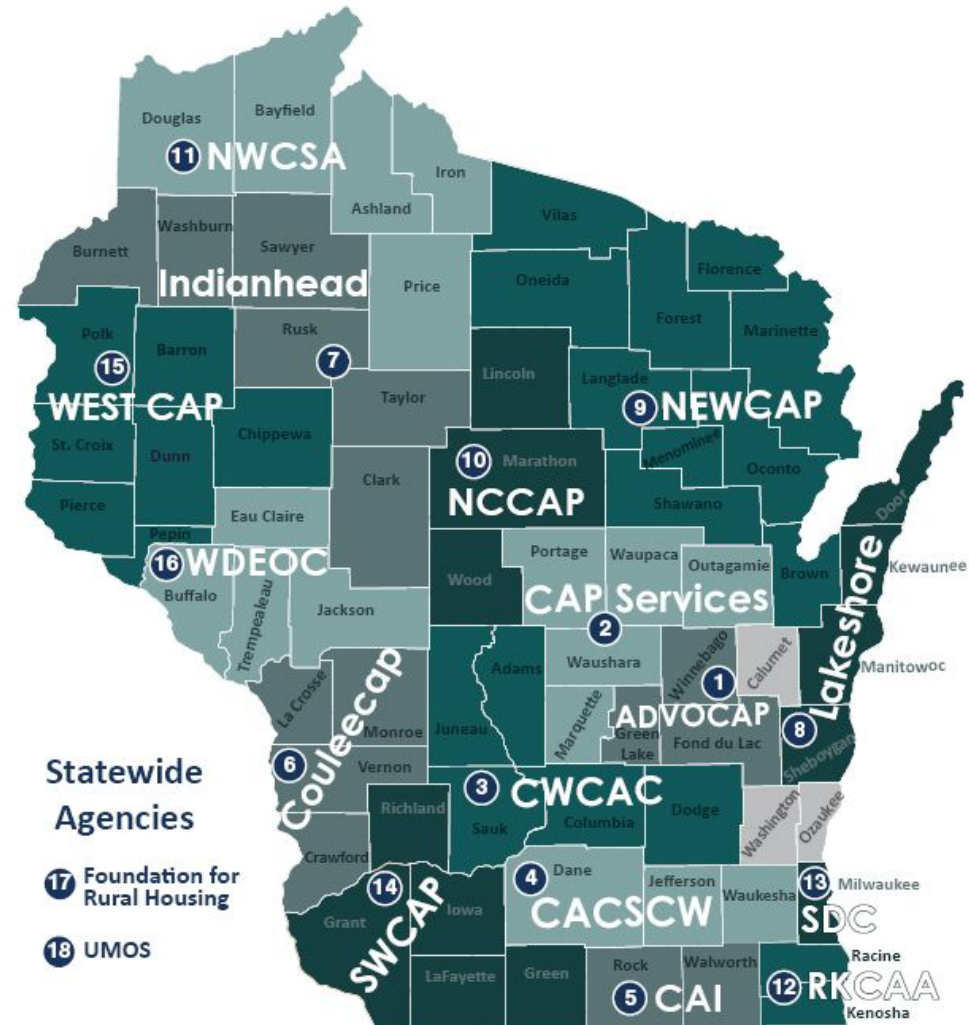 Douglas
Bayfield
11 NWCSA
Iron
Ashland
Vilas
Washburn
Burnett
Sawyer
Florence
Indianhead
Oneida
Price
Forest
Marinette
Polk
Rusk
Barron
15
7
Lincoln
Langlade
WEST CAP
Taylor
9 NEWCAP
St. Croix
Dunn
Chippewa
10
Marathon
Menominee
Oconto
Clark
NCCAP
Pierce
Shawano
Door
Eau Claire
Pepin
Portage
Waupaca
Outagamie
Brown
Kewaunee
16 WDEOC
Wood
Buffalo
Jackson
CAP Services
Lakeshore
Trempealeau
2
Waushara
Winnebago
Calumet
Manitowoc
Adams
1
La Crosse
Couleecap
Monroe
Juneau
Marquette
ADVOCAP
Green
Lake
Fond du Lac
8
Sheboygan
6
Vernon
Statewide
Agencies
Richland
3 CWCAC
Sauk
Columbia
Dodge
Washington
Ozaukee
Crawford
17 Foundation for
Rural Housing
14
4
Dane
Jefferson
Waukesha
13
Milwaukee
Grant
Iowa
CACSCW
SDC
18 UMOS
SWCAP
LaFayette
Green
Rock
Walworth
Racine
5 CAI
12 RKCAA
Kenosha